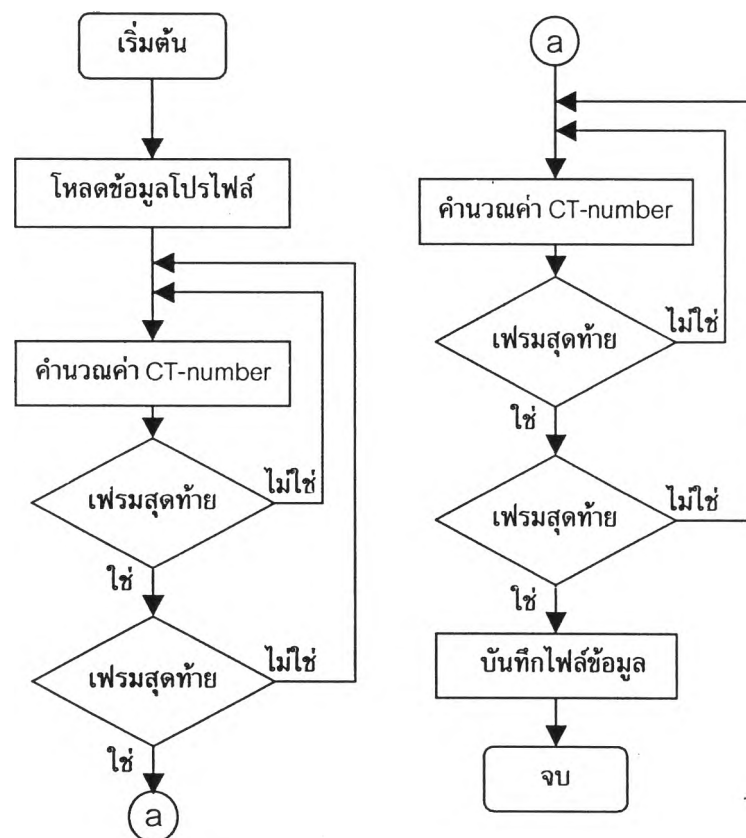 เริ่มต้น
โหลดข้อมูลโปรไฟล์
คำนวณค่า CT-number
เฟรมสุดท้าย
ไม่ใช่
ใช่
เฟรมสุดท้าย
ไม่ใช่
ใช่
a
a
คำนวณค่า CT-number
เฟรมสุดท้าย
ไม่ใช่
ใช่
เฟรมสุดท้าย
ไม่ใช่
ใช่
บันทึกไฟล์ข้อมูล
จบ